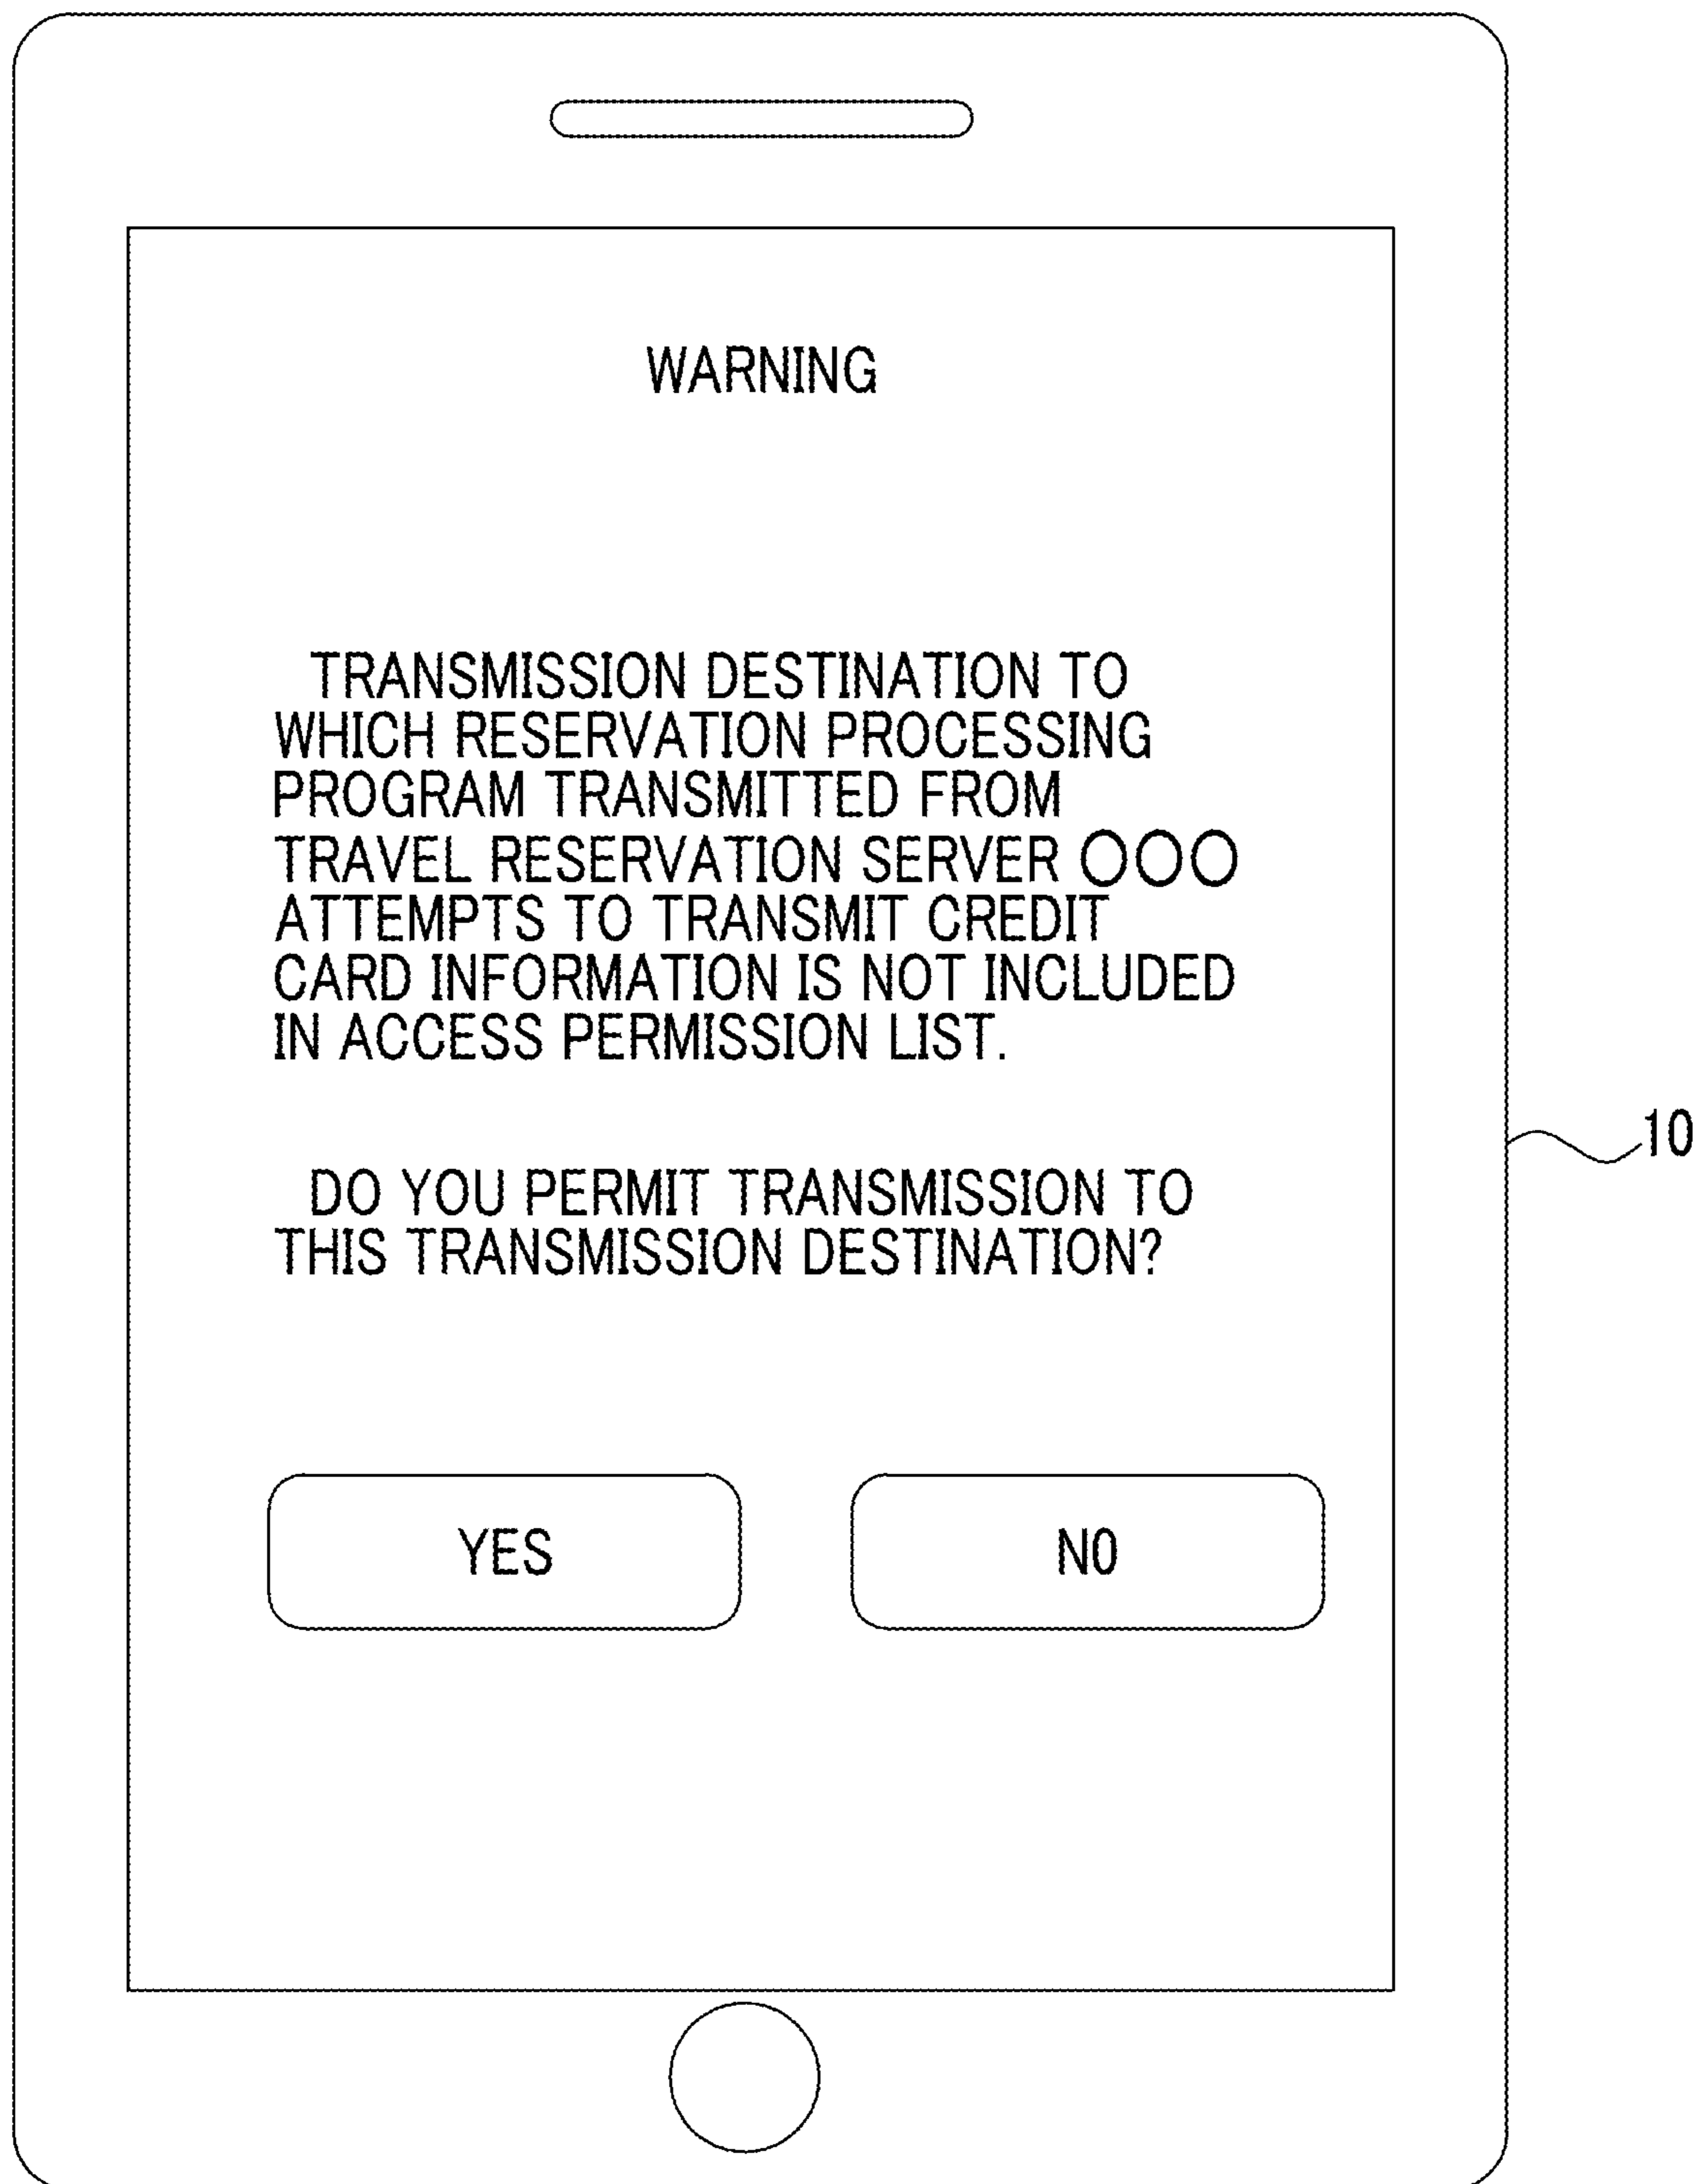 WARNING
TRANSMISSION DESTINATION TO
WHICH RESERVATION PROCESSING
PROGRAM TRANSMITTED FROM
TRAVEL RESERVATION SERVER ○○○
ATTEMPTS TO TRANSMIT CREDIT
CARD INFORMATION IS NOT INCLUDED
IN ACCESS PERMISSION LIST.
DO YOU PERMIT TRANSMISSION TO
THIS TRANSMISSION DESTINATION?
YES
NO
10